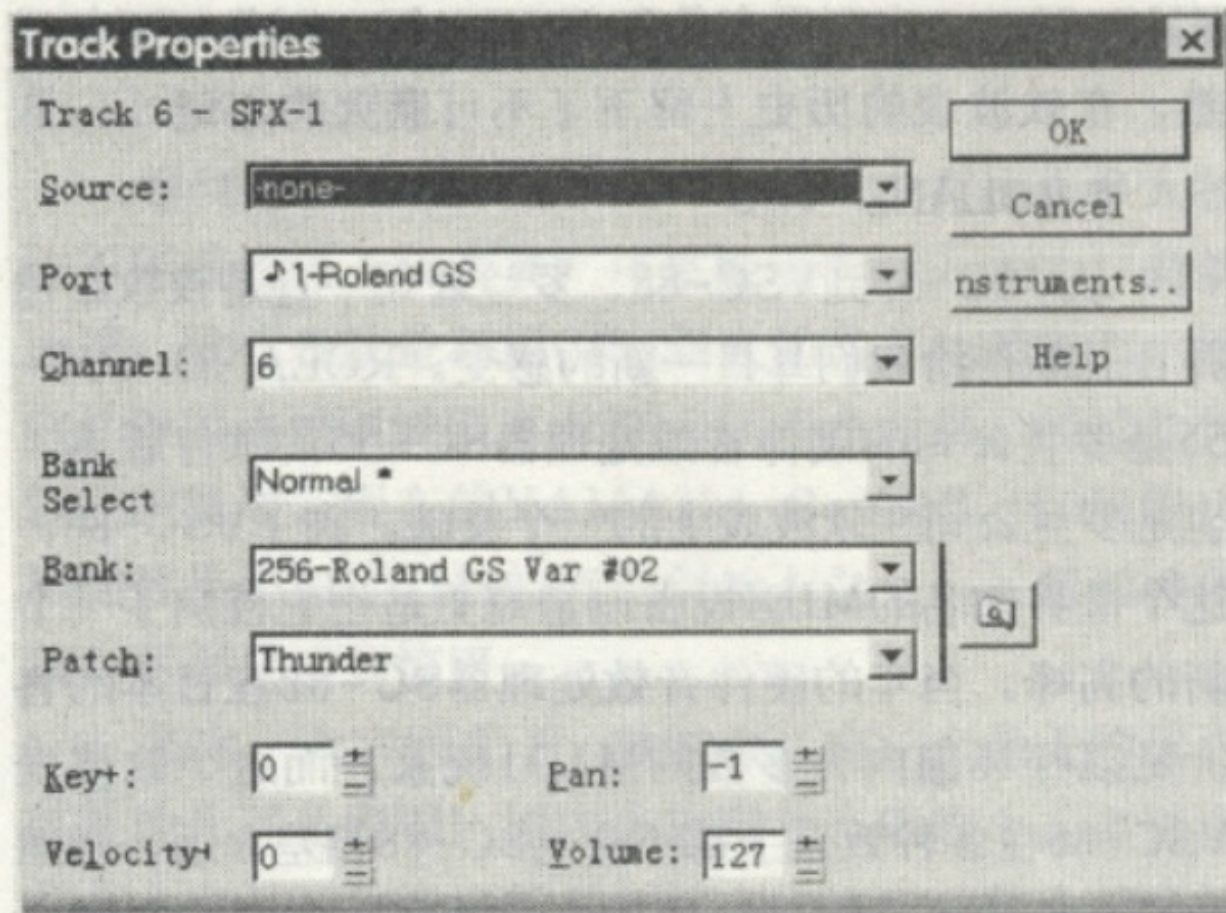 Track Properties
Track 6 - SFX-1
OK
Source: -none-
Cancel
Port ♪1-Rolend GS
nstruments..
Channel: 6
Help
Bank
Select
Normal *
Bank: 256-Roland GS Var #02
Patch: Thunder
Key+: 0 Pan: -1
Velocity+ 0 Volume: 127